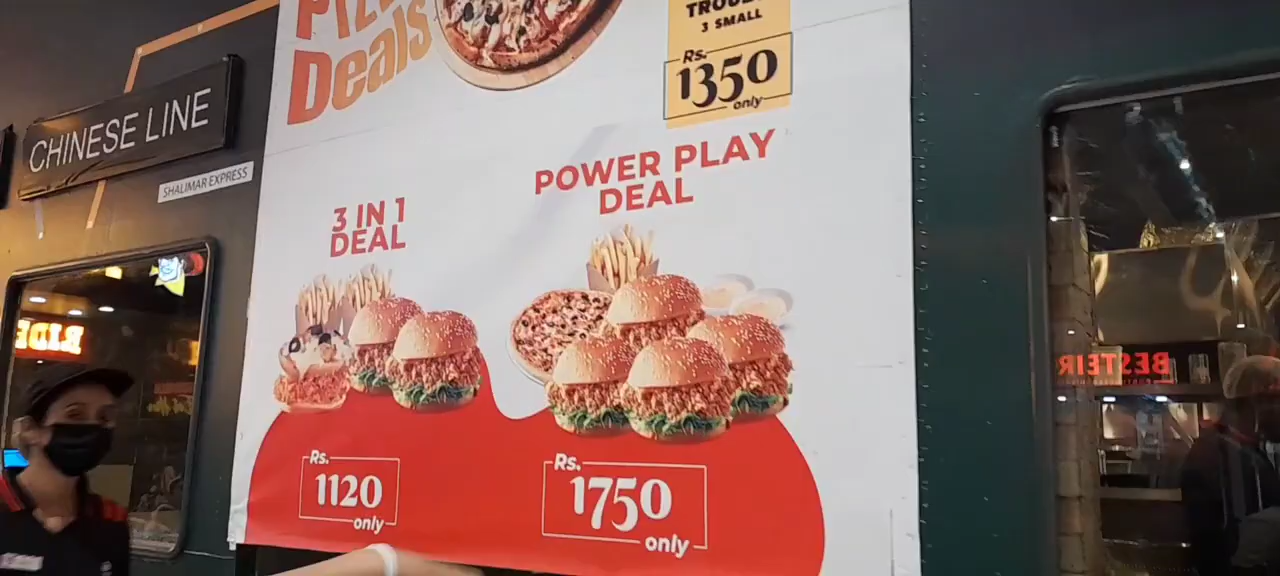 Deals
3 SMALL
Rs.
1350
only
CHINESE LINE
SHALIMAR EXPRESS
POWER PLAY
DEAL
3 IN 1
DEAL
Rs.
1120
only
Rs.
1750
only